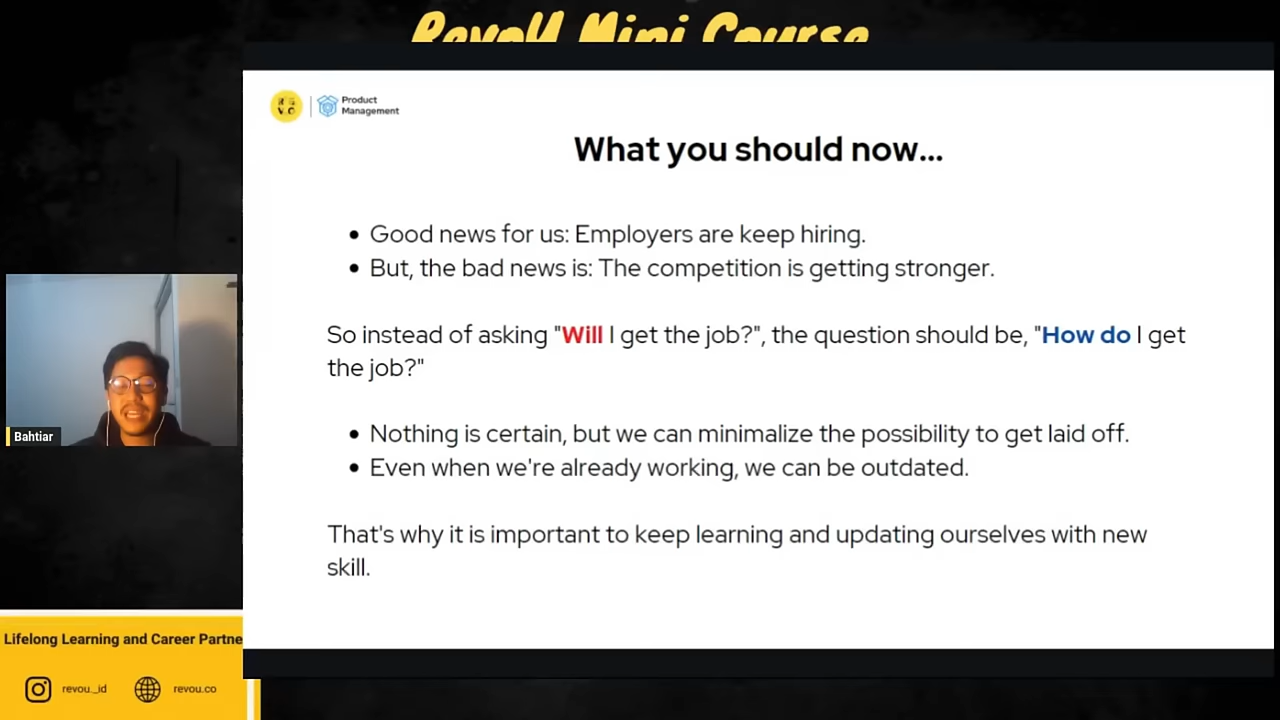 RevoU Mini Course
Product
Management
What you should now...
• Good news for us: Employers are keep hiring.
• But, the bad news is: The competition is getting stronger.
So instead of asking "Will I get the job?", the question should be, "How do I get
the job?"
• Nothing is certain, but we can minimalize the possibility to get laid off.
• Even when we're already working, we can be outdated.
That's why it is important to keep learning and updating ourselves with new
skill.
Bahtiar
Lifelong Learning and Career Partne
revou._id
revou.co